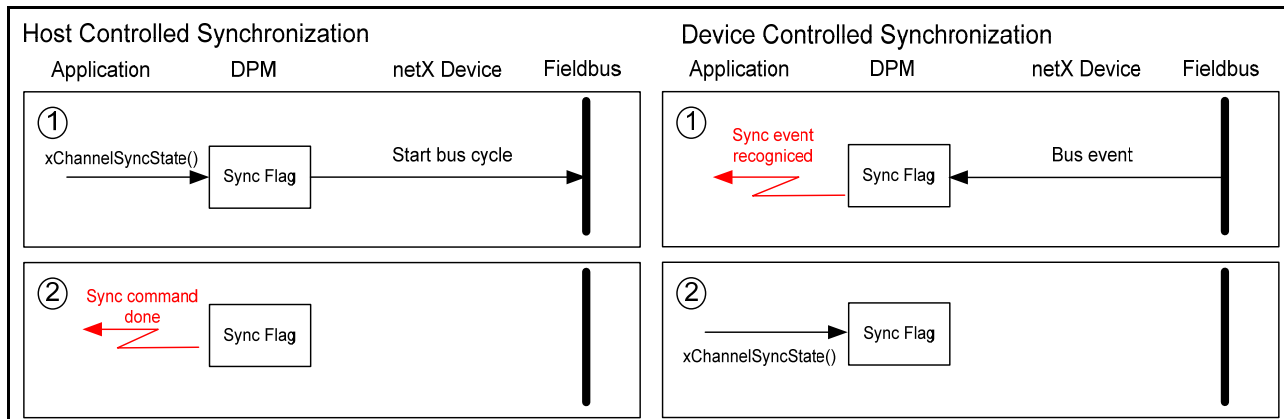 Host Controlled Synchronization
Application DPM netX Device Fieldbus
1
xChannelSyncState()
Sync Flag
Start bus cycle
2
Sync command
done
Sync Flag
Device Controlled Synchronization
Application DPM netX Device Fieldbus
1
Sync event
recogniced
Sync Flag
Bus event
2
xChannelSyncState()
Sync Flag